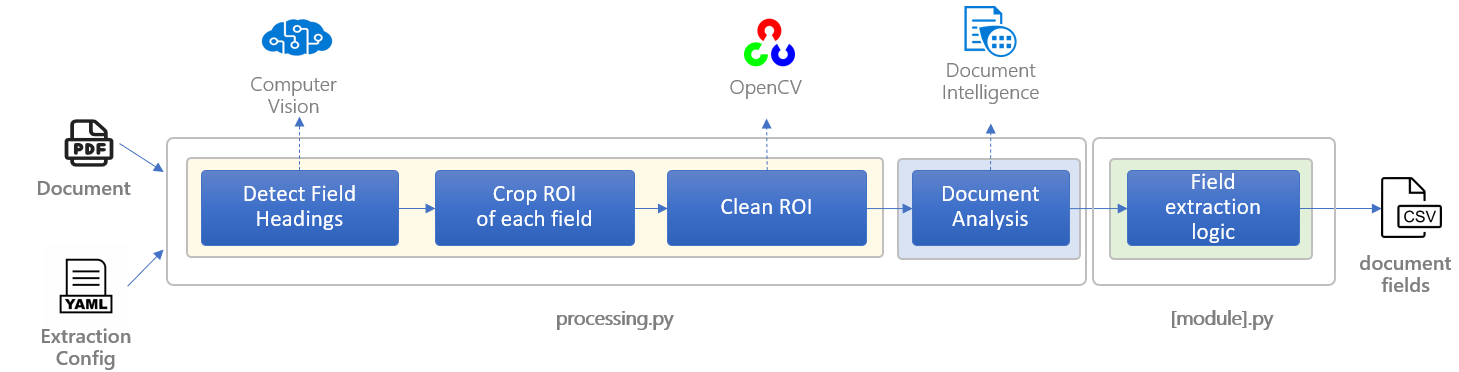 Computer
Vision
OpenCV
Document
Intelligence
PDF
Document
Detect Field
Headings
Crop ROI
of each field
Clean ROI
Document
Analysis
Field
extraction
logic
CSV
document
fields
YAML
Extraction
Config
processing.py
[module].py